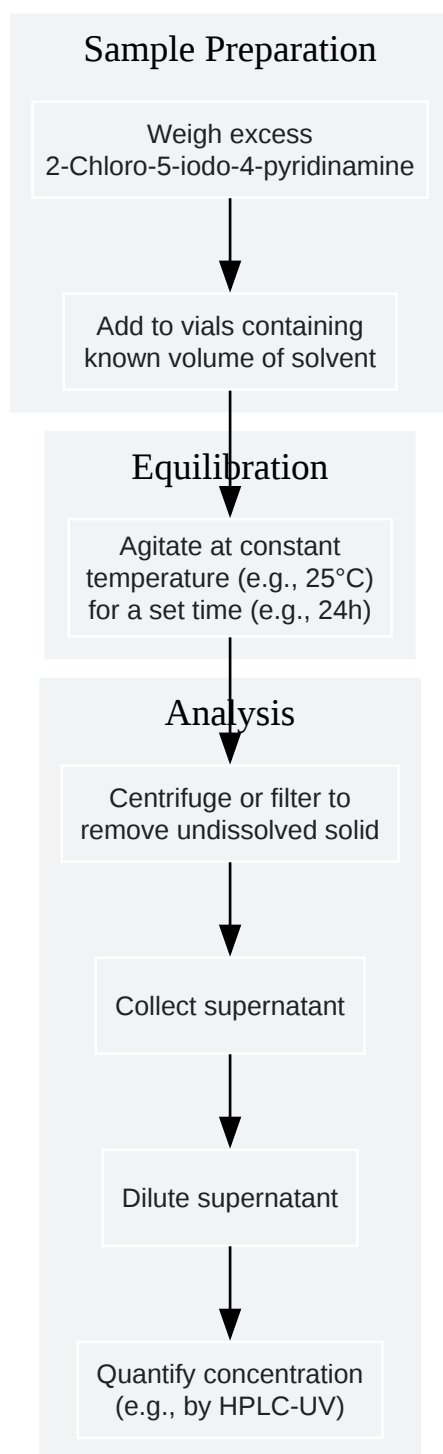 Sample Preparation
Weigh excess
2-Chloro-5-iodo-4-pyridinamine
Add to vials containing
known volume of solvent
Equilibration
Agitate at constant
temperature (e.g., 25°C)
for a set time (e.g., 24h)
Analysis
Centrifuge or filter to
remove undissolved solid
Collect supernatant
Dilute supernatant
Quantify concentration
(e.g., by HPLC-UV)